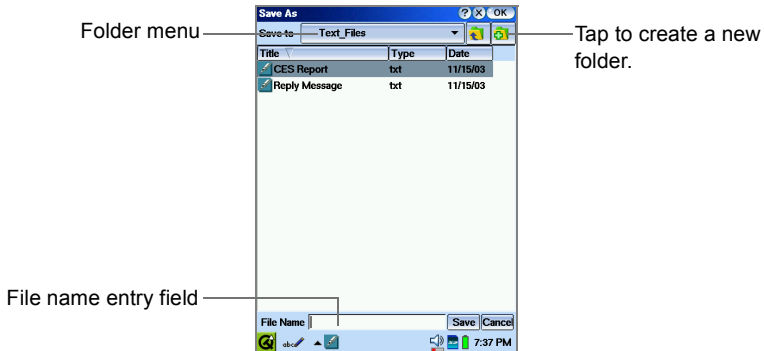 Save As ? X OK
Folder menu
Save to Text_Files
Tap to create a new
folder.
Title Type Date
CES Report txt 11/15/03
Reply Message txt 11/15/03
File name entry field
File Name Save Cancel
abc 7:37 PM